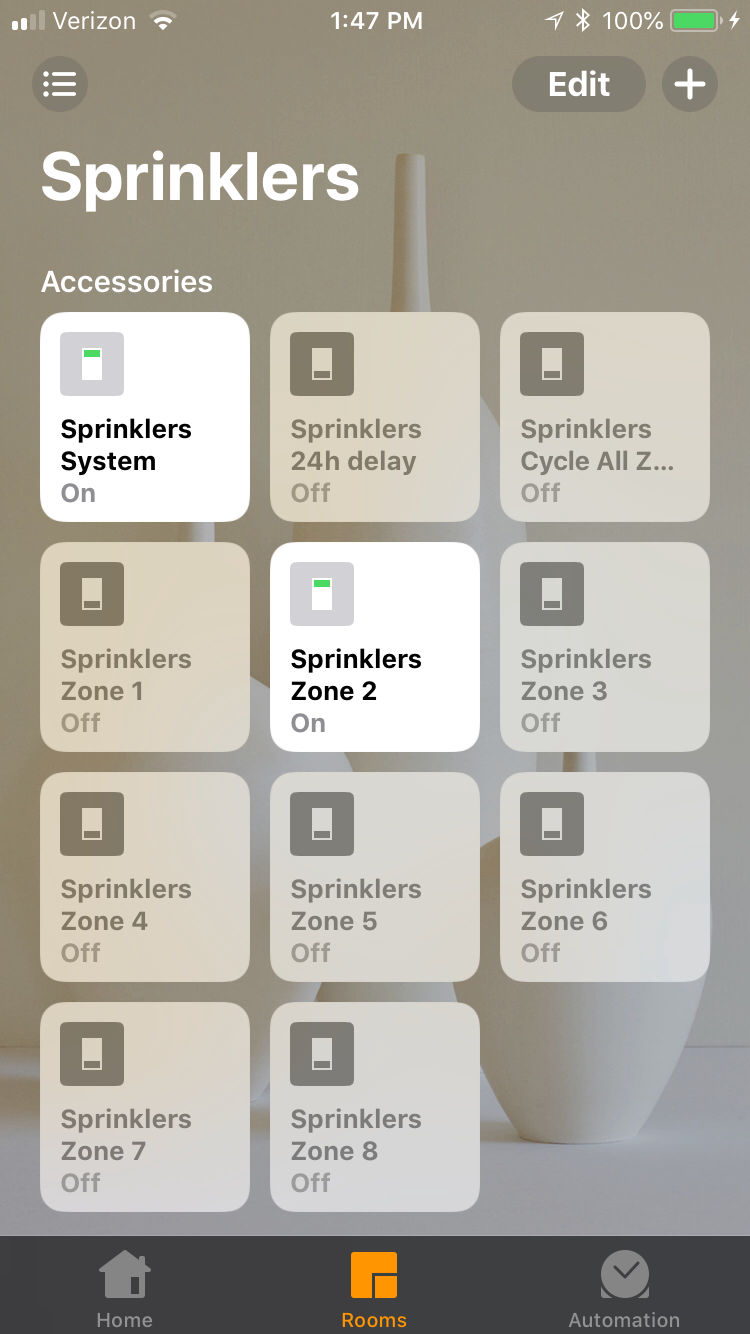 Verizon 1:47 PM 100%
Edit
Sprinklers
Accessories
Sprinklers
System
On
Sprinklers
24h delay
Off
Sprinklers
Cycle All Z...
Off
Sprinklers
Zone 1
Off
Sprinklers
Zone 2
On
Sprinklers
Zone 3
Off
Sprinklers
Zone 4
Off
Sprinklers
Zone 5
Off
Sprinklers
Zone 6
Off
Sprinklers
Zone 7
Off
Sprinklers
Zone 8
Off
Home Rooms Automation